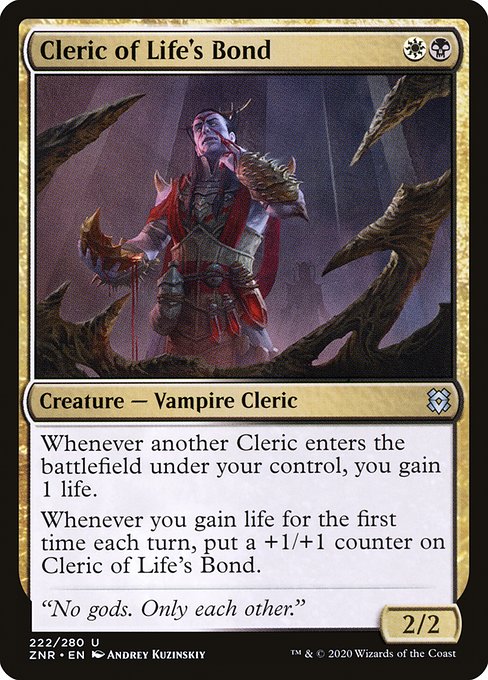 Cleric of Life's Bond
Creature — Vampire Cleric
Whenever another Cleric enters the
battlefield under your control, you gain
1 life.
Whenever you gain life for the first
time each turn, put a +1/+1 counter on
Cleric of Life's Bond.
“No gods. Only each other.”
2/2
222/280 U
ZNR • EN Andrey Kuzinskiy
™ & © 2020 Wizards of the Coast